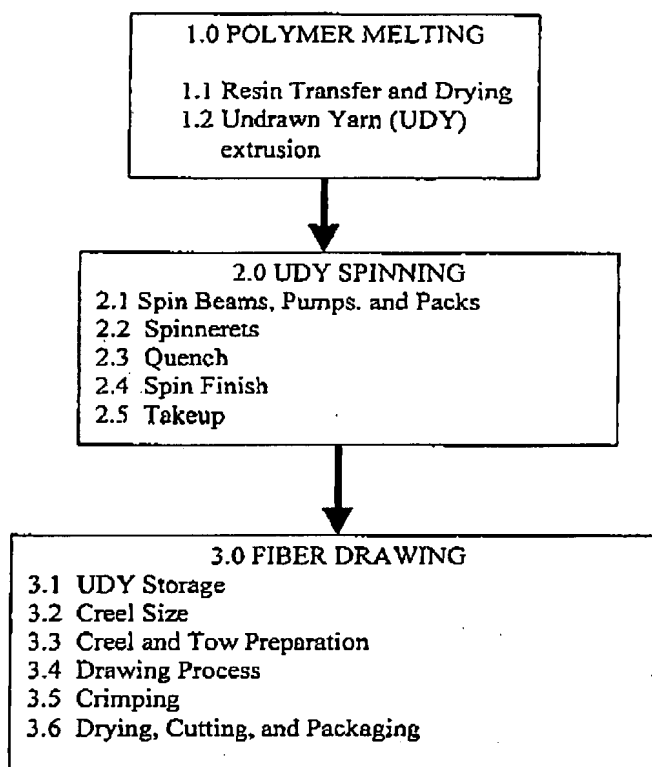 1.0 POLYMER MELTING
1.1 Resin Transfer and Drying
1.2 Undrawn Yarn (UDY)
extrusion
2.0 UDY SPINNING
2.1 Spin Beams, Pumps. and Packs
2.2 Spinnerets
2.3 Quench
2.4 Spin Finish
2.5 Takeup
3.0 FIBER DRAWING
3.1 UDY Storage
3.2 Creel Size
3.3 Creel and Tow Preparation
3.4 Drawing Process
3.5 Crimping
3.6 Drying, Cutting, and Packaging